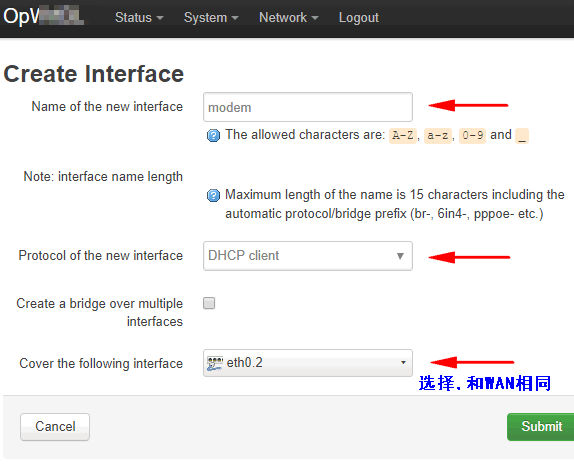 OpW
Status System Network Logout
Create Interface
Name of the new interface modem
The allowed characters are: A-Z, a-z, 0-9 and _
Note: interface name length
Maximum length of the name is 15 characters including the
automatic protocol/bridge prefix (br-, 6in4-, pppoe- etc.)
Protocol of the new interface DHCP client
Create a bridge over multiple
interfaces
Cover the following interface eth0.2
选择.和WAN相同
Cancel Submit